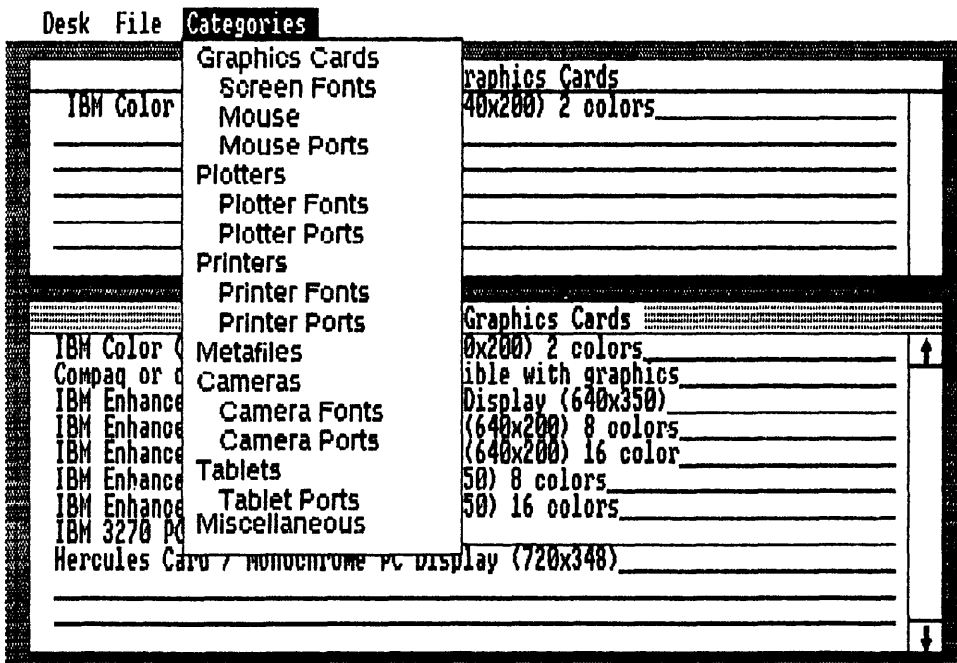 Desk File Categories
Graphics Cards
Screen Fonts
Mouse
Mouse Ports
Plotters
Plotter Fonts
Plotter Ports
Printers
Printer Fonts
Printer Ports
Metafiles
Cameras
Camera Fonts
Camera Ports
Tablets
Tablet Ports
Miscellaneous
raphics Cards
IBM Color 40x200) 2 colors
Graphics Cards
IBM Color ( 0x200) 2 colors
Compaq or ible with graphics
IBM Enhance Display (640x350)
IBM Enhance (640x200) 8 colors
IBM Enhance (640x200) 16 color
IBM Enhance 50) 8 colors
IBM Enhance 50) 16 colors
IBM 3270 PC
Hercules Card / Monochrome PC Display (720x348)